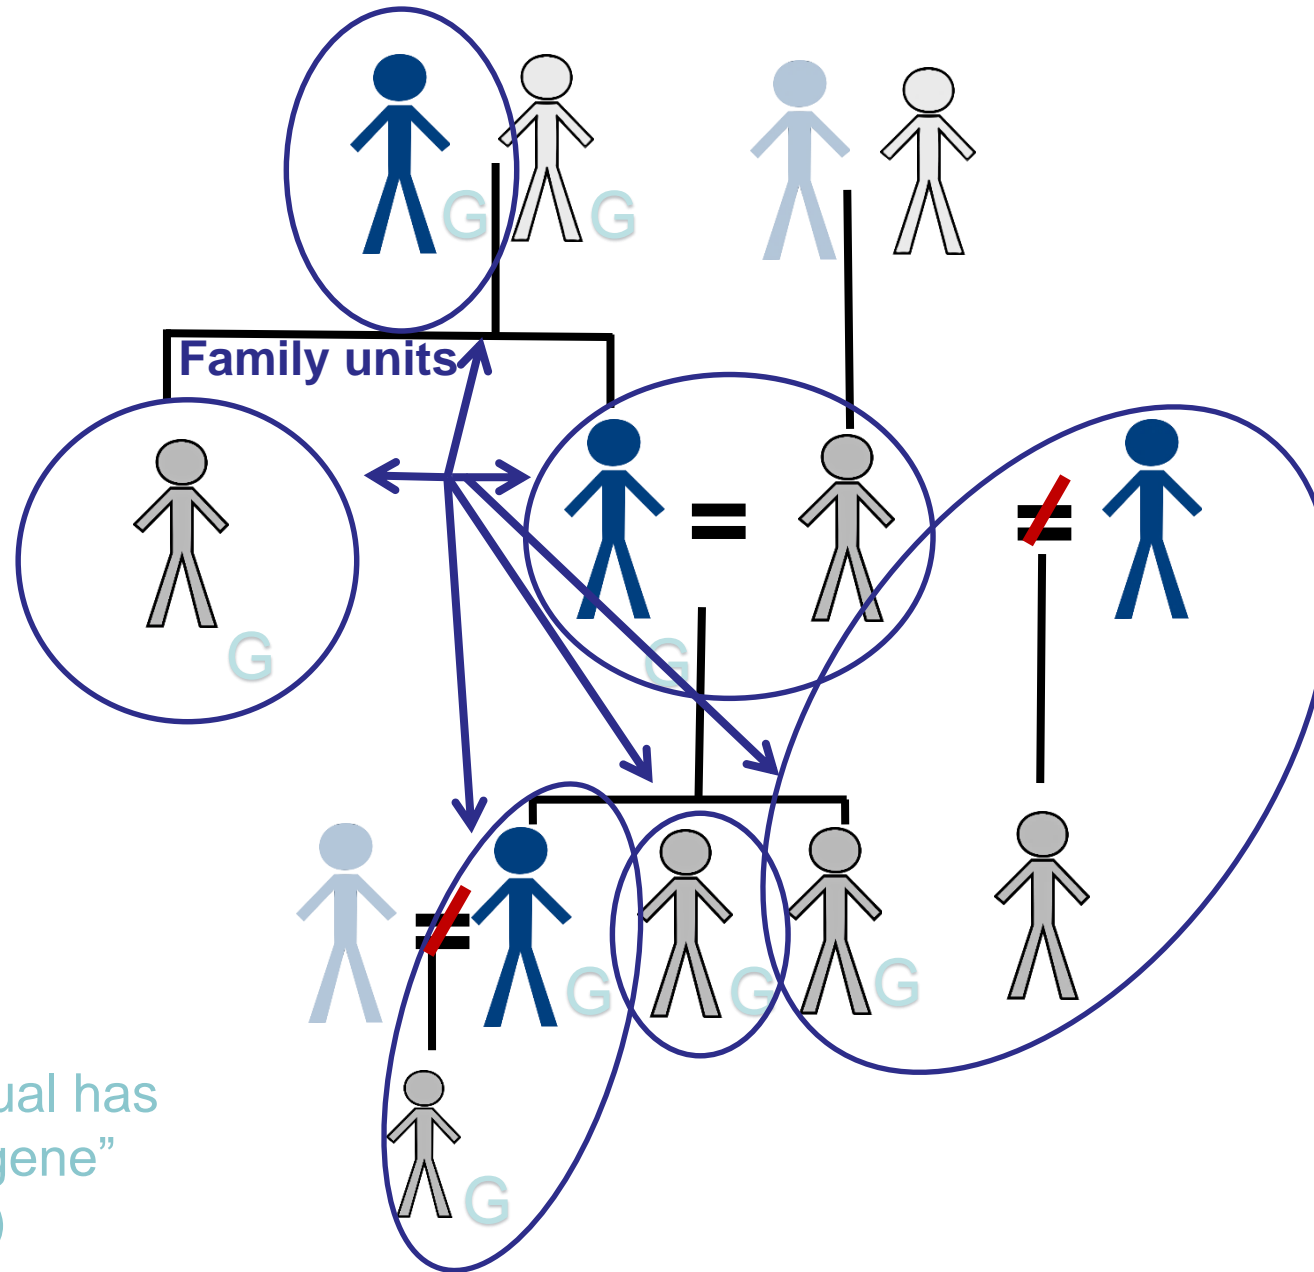 G G
Family units
=
=
G
G
=
G G G
ual has
gene”
G
)